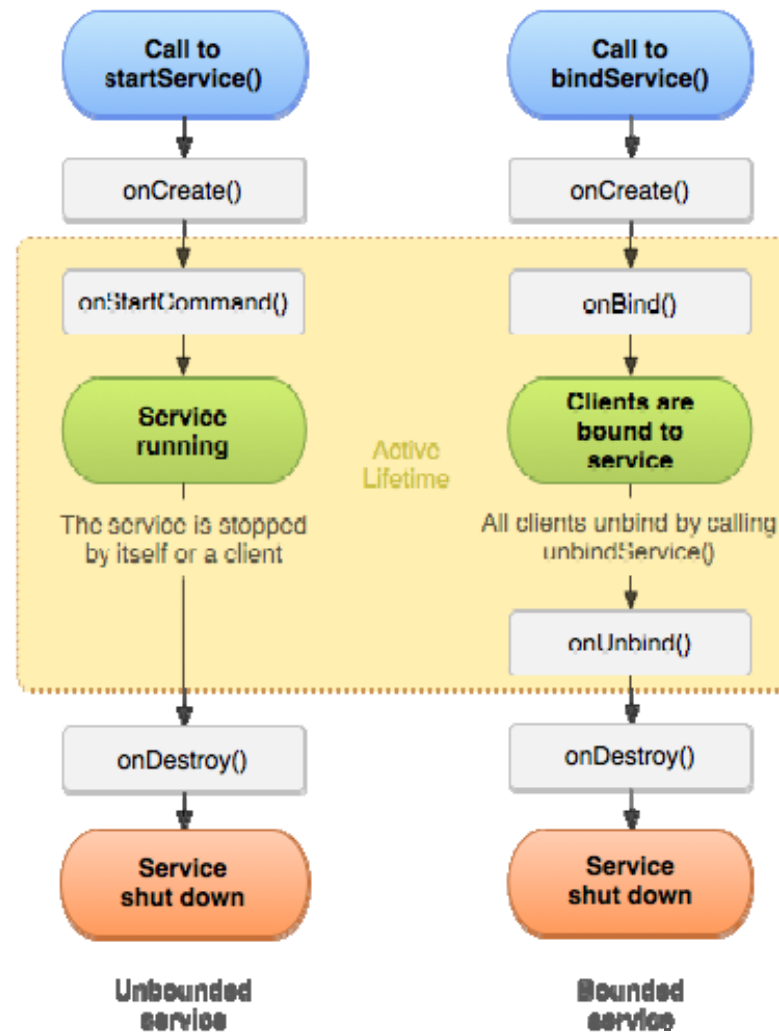 Call to
startService()
onCreate()
onStartCommand()
Service
running
The service is stopped
by itself or a client
onDestroy()
Service
shut down
Unbounded
service
Active
Lifetime
Call to
bindService()
onCreate()
onBind()
Clients are
bound to
service
All clients unbind by calling
unbindService()
onUnbind()
onDestroy()
Service
shut down
Bounded
service